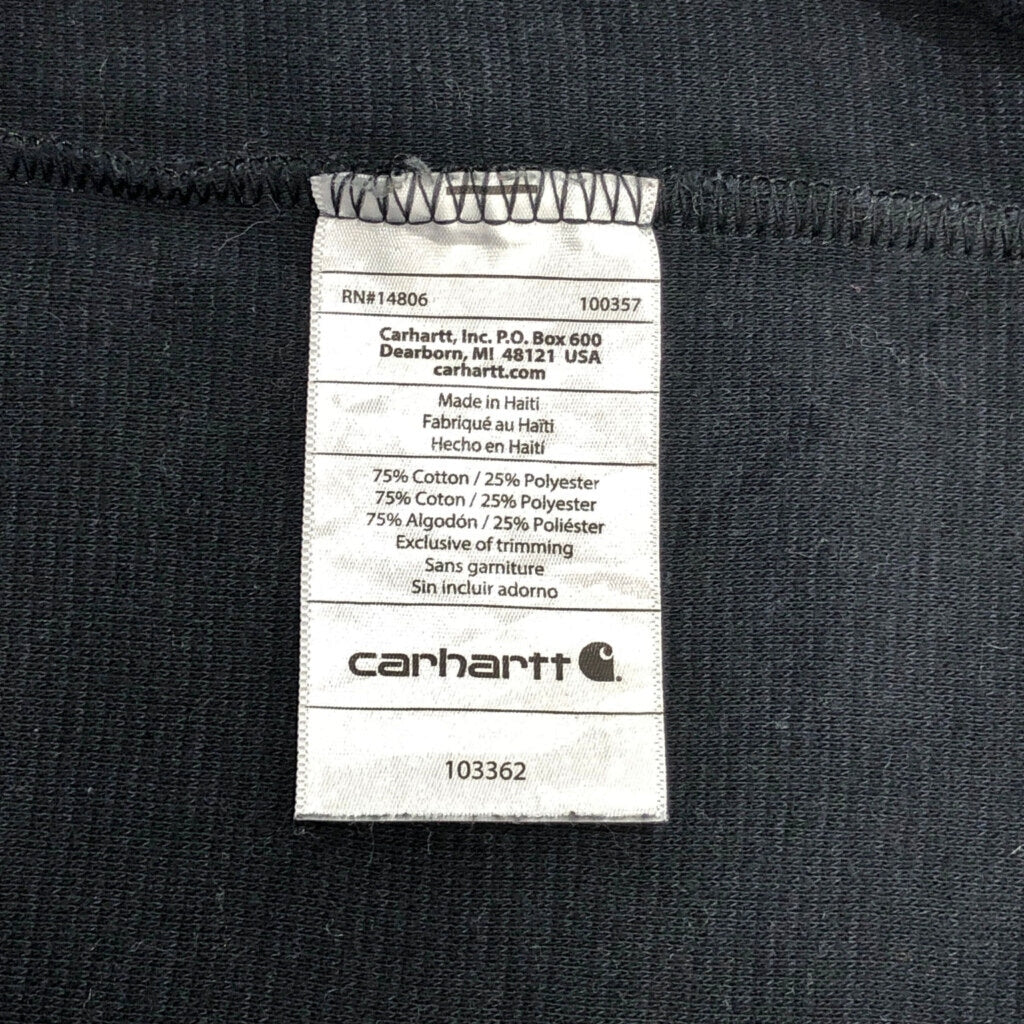 RN#14806 100357
Carhartt, Inc. P.O. Box 600
Dearborn, MI 48121 USA
carhartt.com
Made in Haiti
Fabriqué au Haïti
Hecho en Haití
75% Cotton / 25% Polyester
75% Coton / 25% Polyester
75% Algodón / 25% Poliéster
Exclusive of trimming
Sans garniture
Sin incluir adorno
carhartt
103362